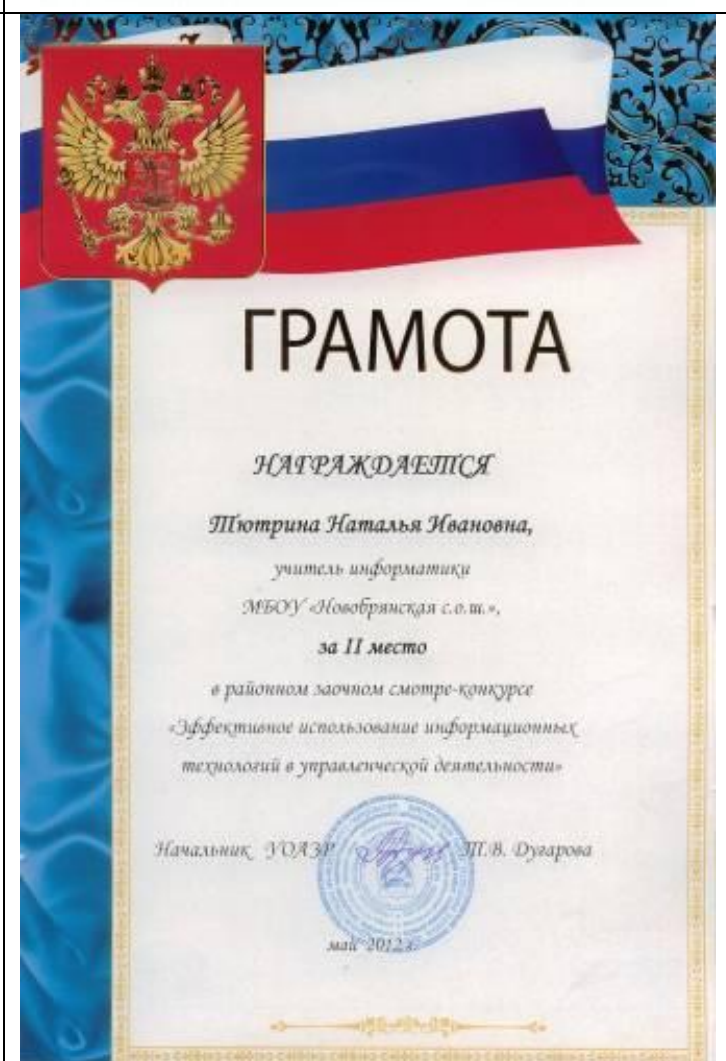 ГРАМОТА
НАГРАЖДАЕТСЯ
Тютрина Наталья Ивановна,
учитель информатики
МБОУ «Новобрянская с.о.ш.»,
за II место
в районном заочном смотре-конкурсе
«Эффективное использование информационных
технологий в управленческой деятельности»
Начальник УОАЗР Т.В. Дугарова
май 2012 г.